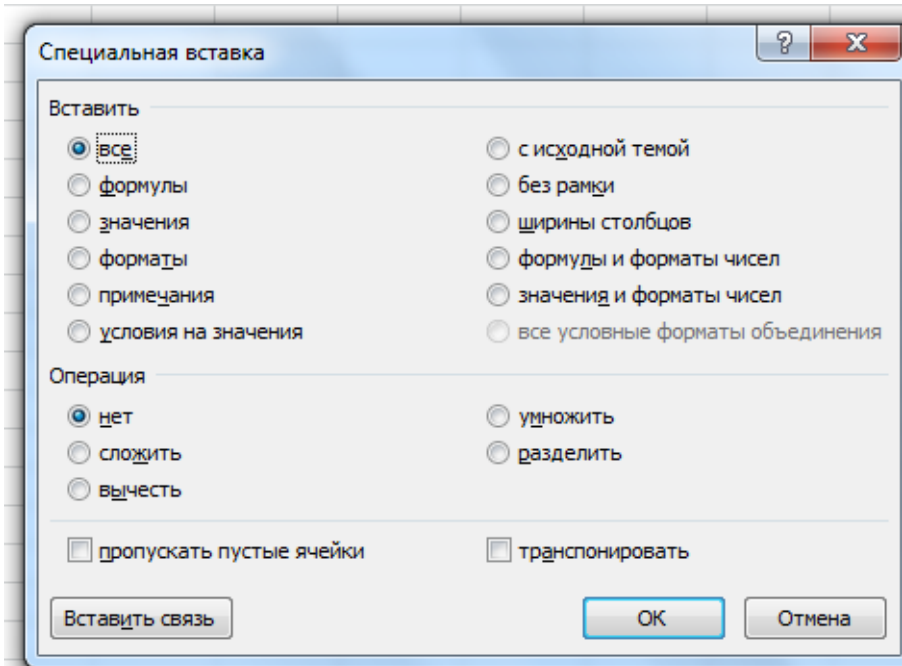 Специальная вставка
Вставить
все
с исходной темой
формулы
без рамки
значения
ширины столбцов
форматы
формулы и форматы чисел
примечания
значения и форматы чисел
условия на значения
все условные форматы объединения
Операция
нет
умножить
сложить
разделить
вычесть
пропускать пустые ячейки
транспонировать
Вставить связь
ОК
Отмена